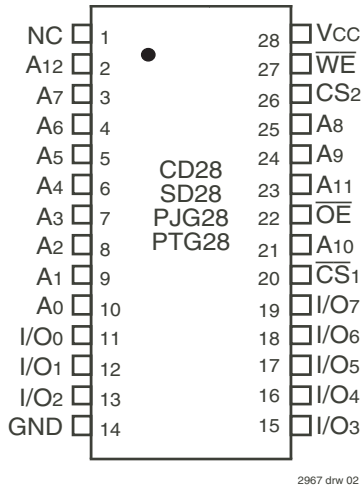 NC 1 28 VCC
A12 2 27 WE
A7 3 26 CS2
A6 4 25 A8
A5 5 24 A9
A4 6 23 A11
A3 7 22 OE
A2 8 21 A10
A1 9 20 CS1
A0 10 19 I/O7
I/O0 11 18 I/O6
I/O1 12 17 I/O5
I/O2 13 16 I/O4
GND 14 15 I/O3
CD28
SD28
PJG28
PTG28
2967 drw 02